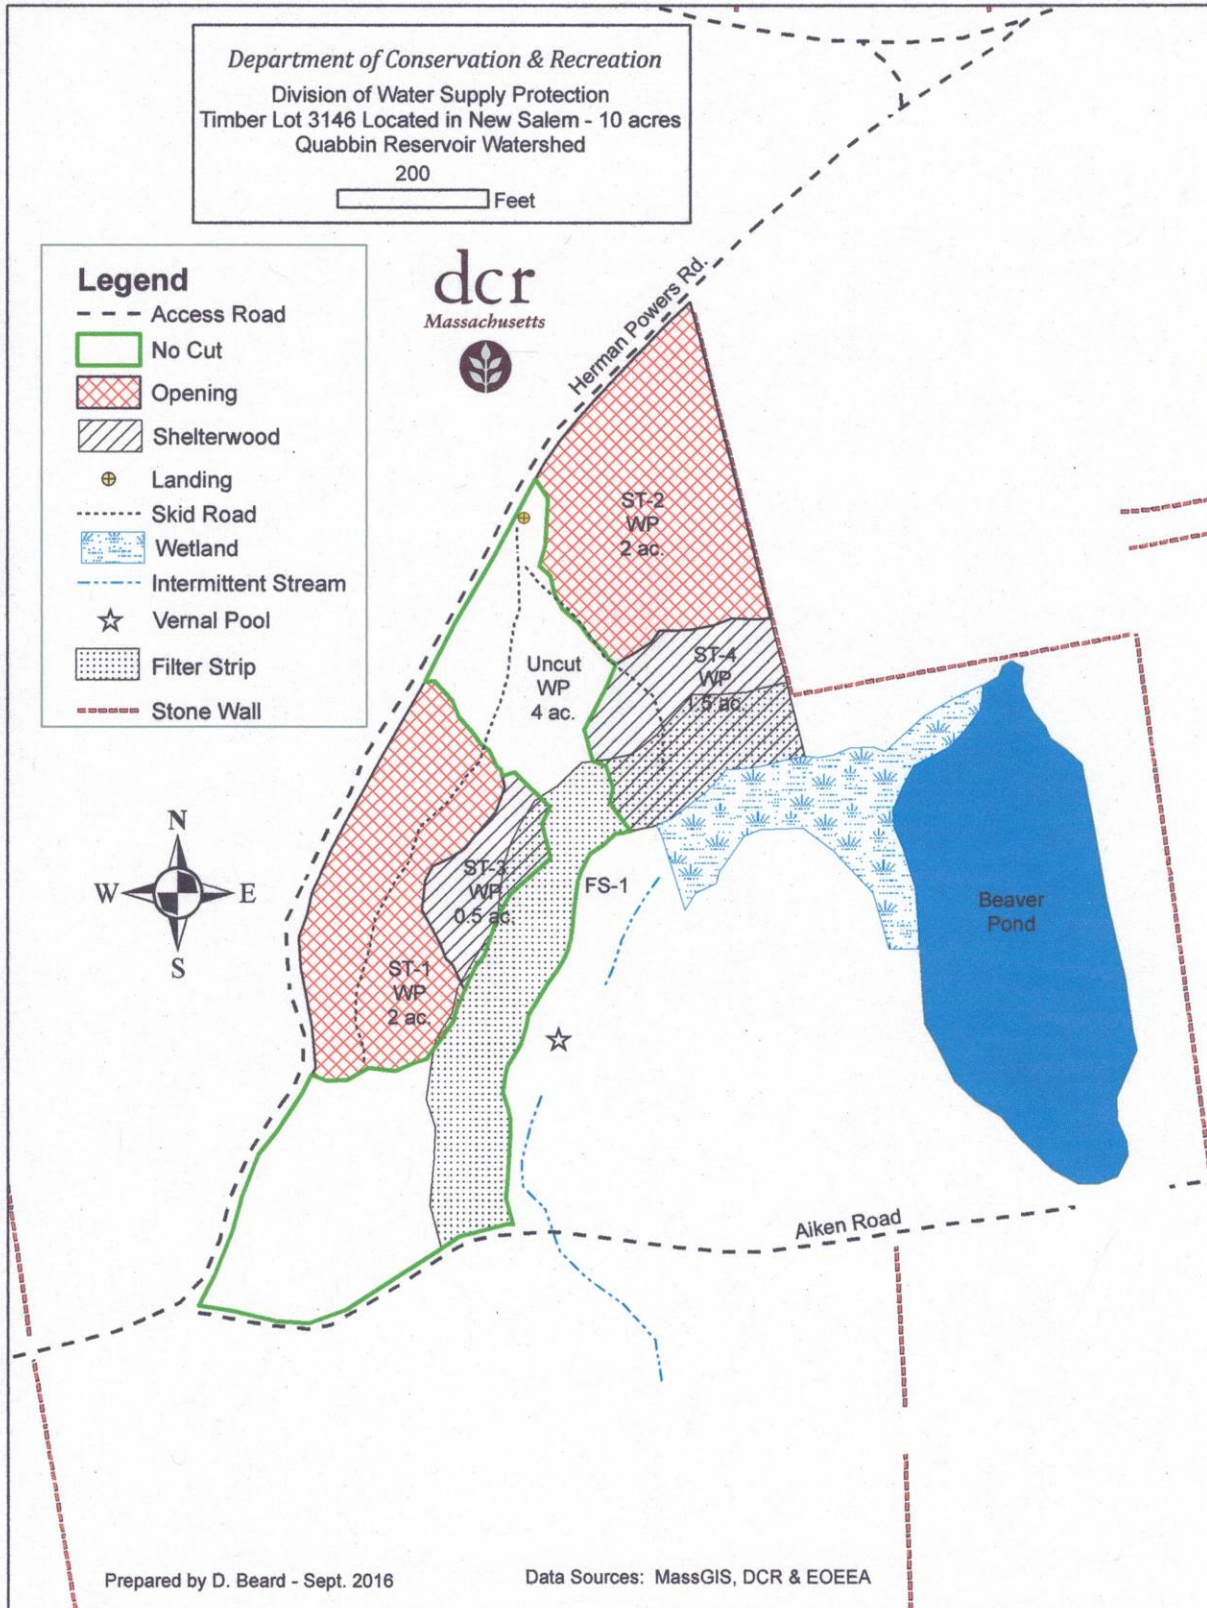 Department of Conservation & Recreation
Division of Water Supply Protection
Timber Lot 3146 Located in New Salem - 10 acres
Quabbin Reservoir Watershed
200
Feet
Legend
Access Road
No Cut
Opening
Shelterwood
Landing
Skid Road
Wetland
Intermittent Stream
Vernal Pool
Filter Strip
Stone Wall
dcr
Massachusetts
Herman Powers Rd.
ST-2
WP
2 ac.
ST-4
WP
1.5 ac.
Uncut
WP
4 ac.
ST-3
WP
0.5 ac.
FS-1
ST-1
WP
2 ac.
Beaver
Pond
N
W
E
S
Aiken Road
Prepared by D. Beard - Sept. 2016
Data Sources: MassGIS, DCR & EOEEA